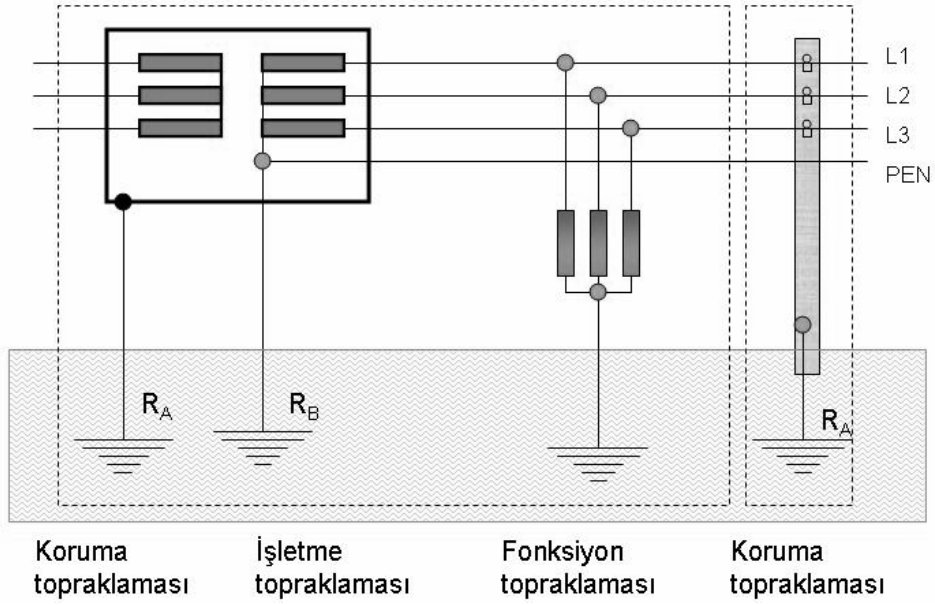 L1
L2
L3
PEN
RA
RB
RA
Koruma topraklaması
İşletme topraklaması
Fonksiyon topraklaması
Koruma topraklaması